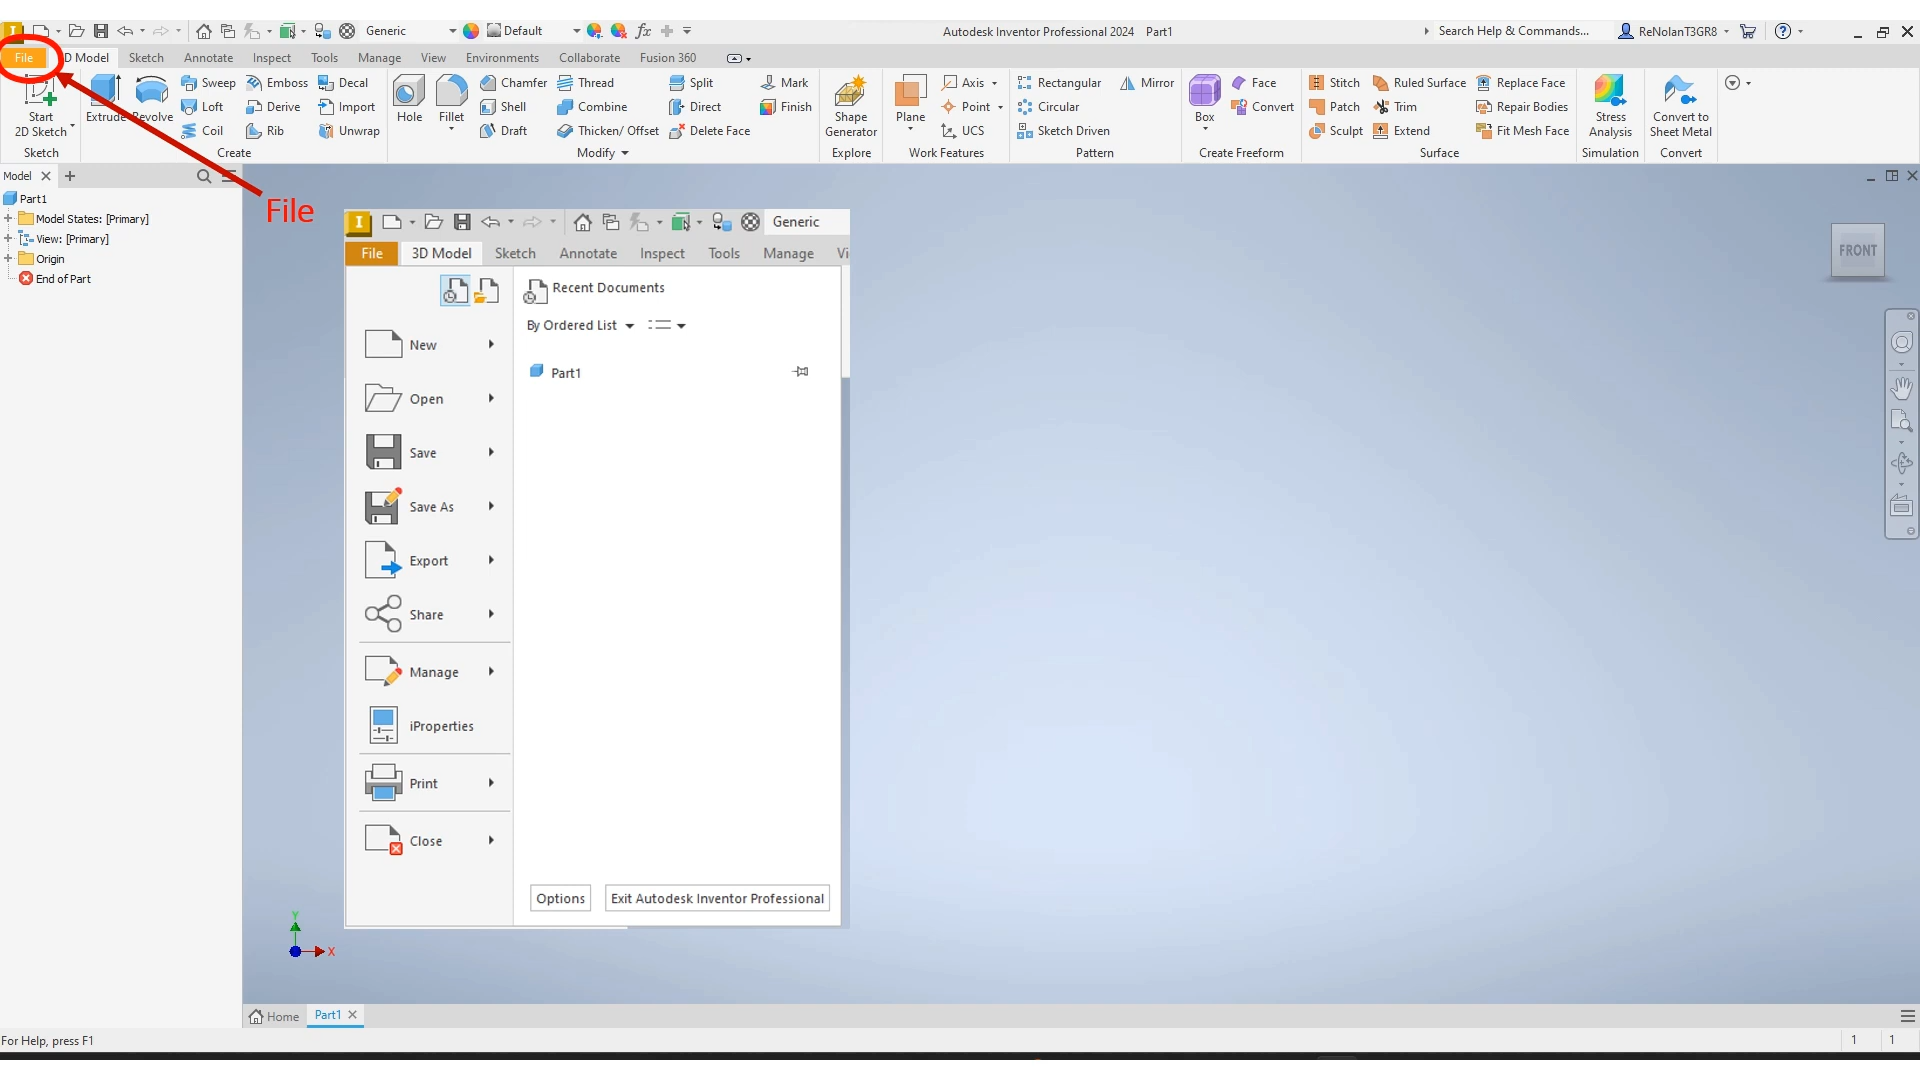 Generic
Default
fx
Autodesk Inventor Professional 2024 Part1
Search Help & Commands...
ReNolanT3GR8
File
D Model
Sketch
Annotate
Inspect
Tools
Manage
View
Environments
Collaborate
Fusion 360
Start
2D Sketch
Sketch
Extrude
Revolve
Sweep
Loft
Coil
Emboss
Derive
Rib
Decal
Import
Unwrap
Create
Hole
Fillet
Chamfer
Shell
Draft
Thread
Combine
Thicken/ Offset
Split
Direct
Delete Face
Mark
Finish
Modify
Shape
Generator
Explore
Plane
Axis
Point
UCS
Work Features
Rectangular
Circular
Sketch Driven
Mirror
Pattern
Box
Face
Convert
Create Freeform
Stitch
Patch
Sculpt
Ruled Surface
Trim
Extend
Replace Face
Repair Bodies
Fit Mesh Face
Surface
Stress
Analysis
Simulation
Convert to
Sheet Metal
Convert
Model
Part1
Model States: [Primary]
View: [Primary]
Origin
End of Part
File
I
Generic
File
3D Model
Sketch
Annotate
Inspect
Tools
Manage
Vi
Recent Documents
By Ordered List
Part1
New
Open
Save
Save As
Export
Share
Manage
iProperties
Print
Close
Options
Exit Autodesk Inventor Professional
FRONT
Y
X
Home
Part1
For Help, press F1
1
1